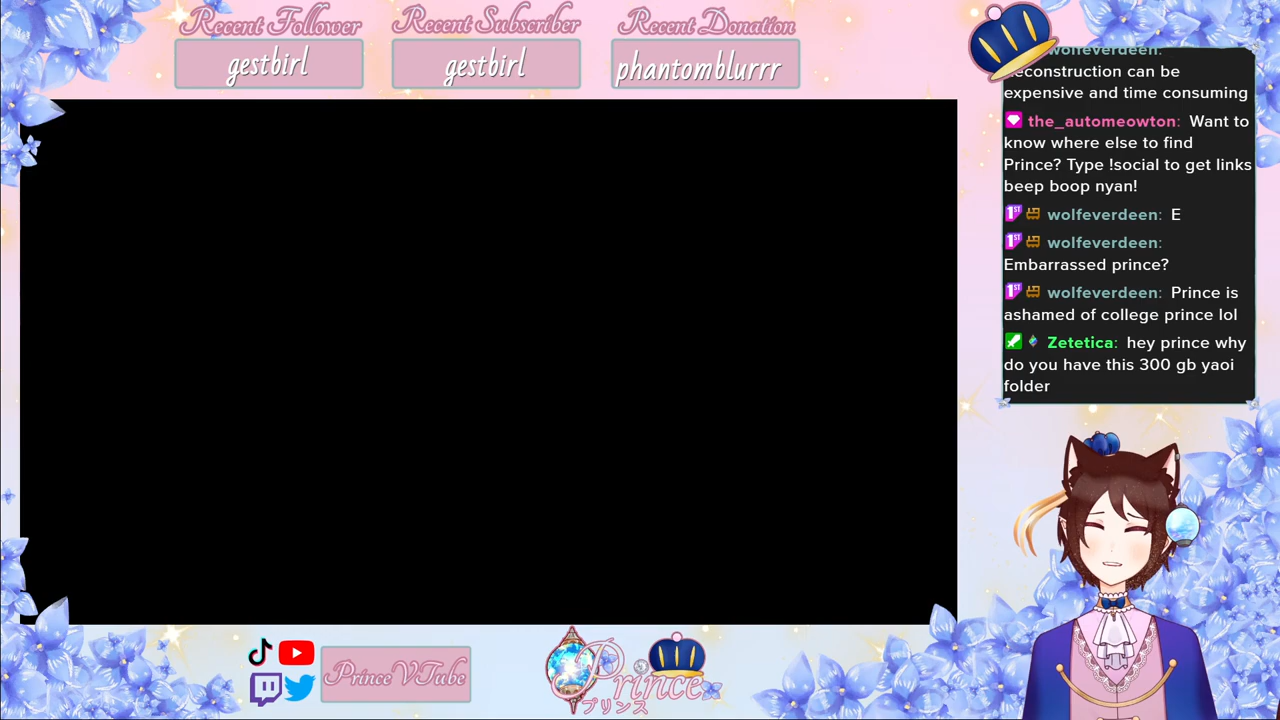 Recent Follower
Recent Subscriber
Recent Donation
gestbirl
gestbirl
phantomblurrr
wolfeverdeen:
econstruction can be
expensive and time consuming
the_automeowton: Want to
know where else to find
Prince? Type !social to get links
beep boop nyan!
1ST wolfeverdeen: E
1ST wolfeverdeen:
Embarrassed prince?
1ST wolfeverdeen: Prince is
ashamed of college prince lol
Zetetica: hey prince why
do you have this 300 gb yaoi
folder
Prince VTube
Prince
プリンス